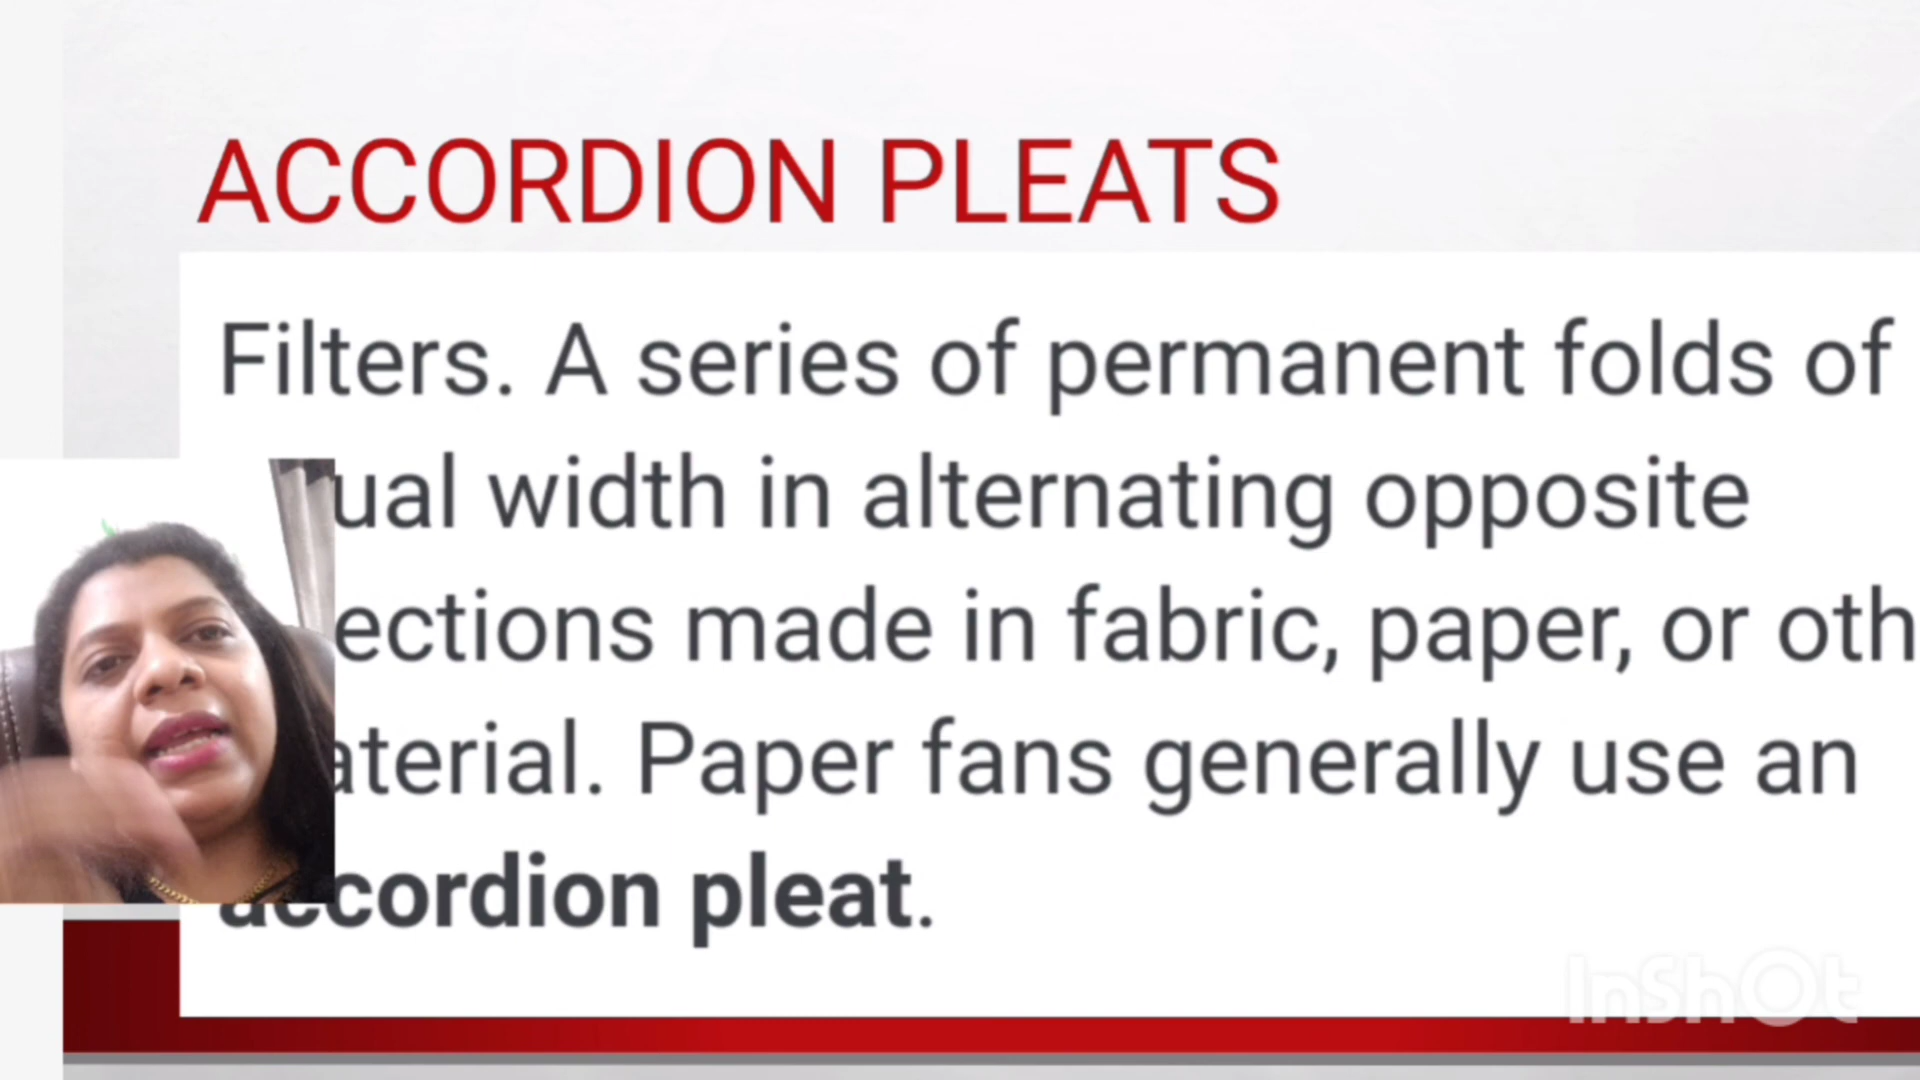 ACCORDION PLEATS
Filters. A series of permanent folds of
ual width in alternating opposite
ections made in fabric, paper, or oth
aterial. Paper fans generally use an
accordion pleat.
InShOt